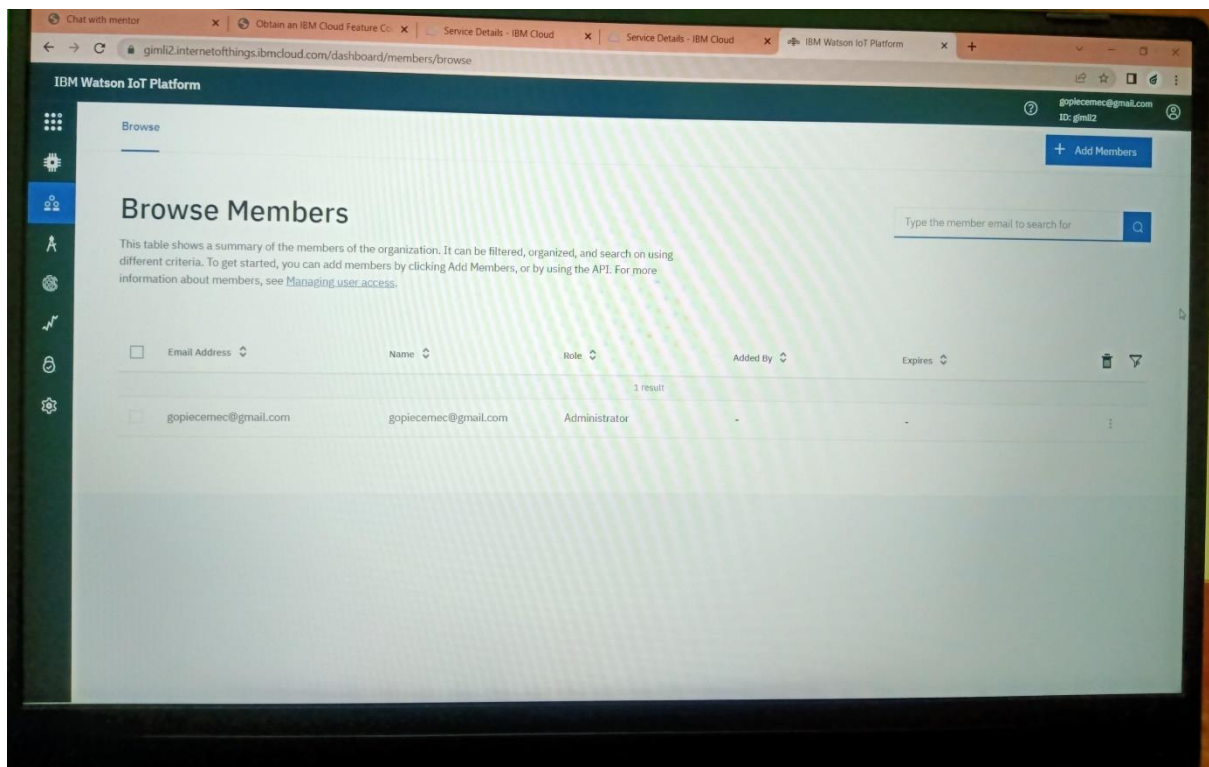 Chat with mentor
Obtain an IBM Cloud Feature Co
Service Details - IBM Cloud
Service Details - IBM Cloud
IBM Watson IoT Platform
gimli2.internetofthings.ibmcloud.com/dashboard/members/browse
IBM Watson IoT Platform
gopiecemec@gmail.com
ID: gimli2
Browse
+ Add Members
Browse Members
Type the member email to search for
This table shows a summary of the members of the organization. It can be filtered, organized, and search on using
different criteria. To get started, you can add members by clicking Add Members, or by using the API. For more
information about members, see Managing user access.
Email Address Name Role Added By Expires
1 result
gopiecemec@gmail.com gopiecemec@gmail.com Administrator - -